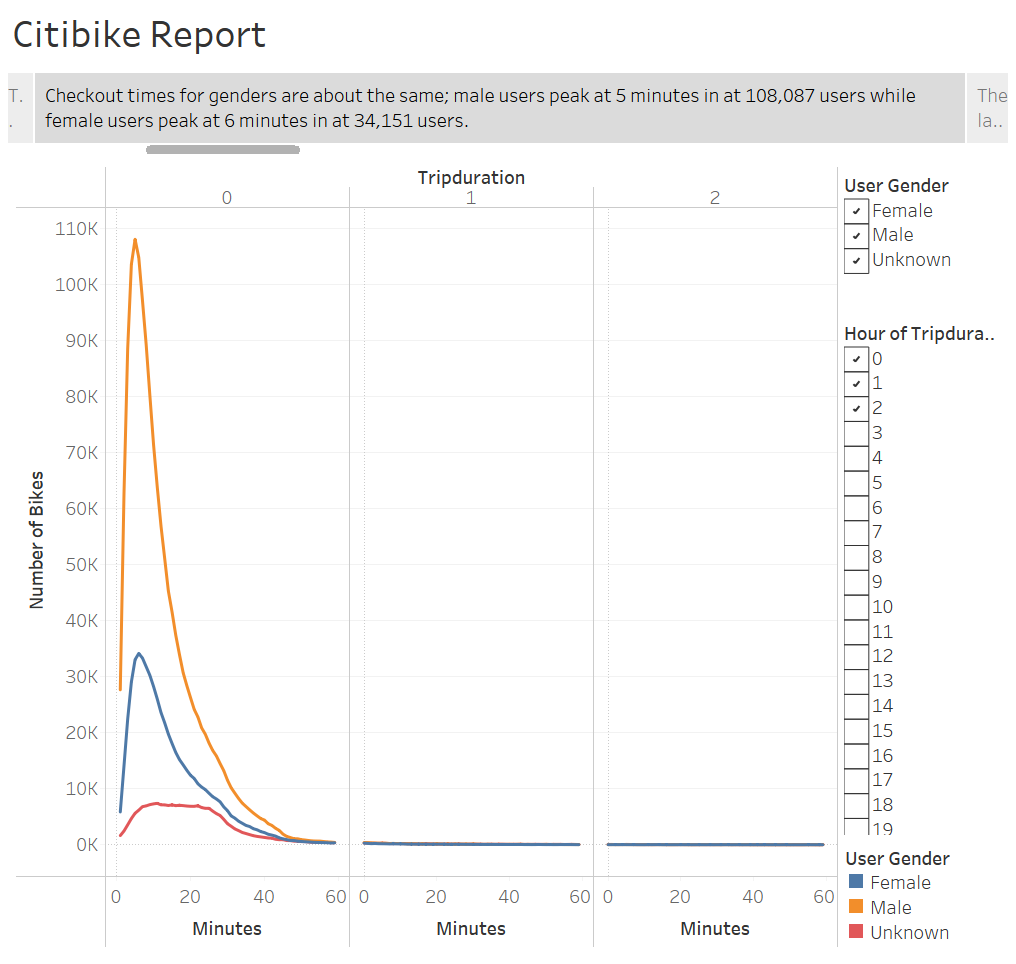 Citibike Report
T.
.
Checkout times for genders are about the same; male users peak at 5 minutes in at 108,087 users while
female users peak at 6 minutes in at 34,151 users.
The
la..
Tripduration
0 1 2
110K
100K
90K
80K
70K
60K
50K
40K
30K
20K
10K
0K
Number of Bikes
0 20 40 60 0 20 40 60 0 20 40 60
Minutes Minutes Minutes
User Gender
Female
Male
Unknown
Hour of Tripdura..
0
1
2
3
4
5
6
7
8
9
10
11
12
13
14
15
16
17
18
19
User Gender
Female
Male
Unknown